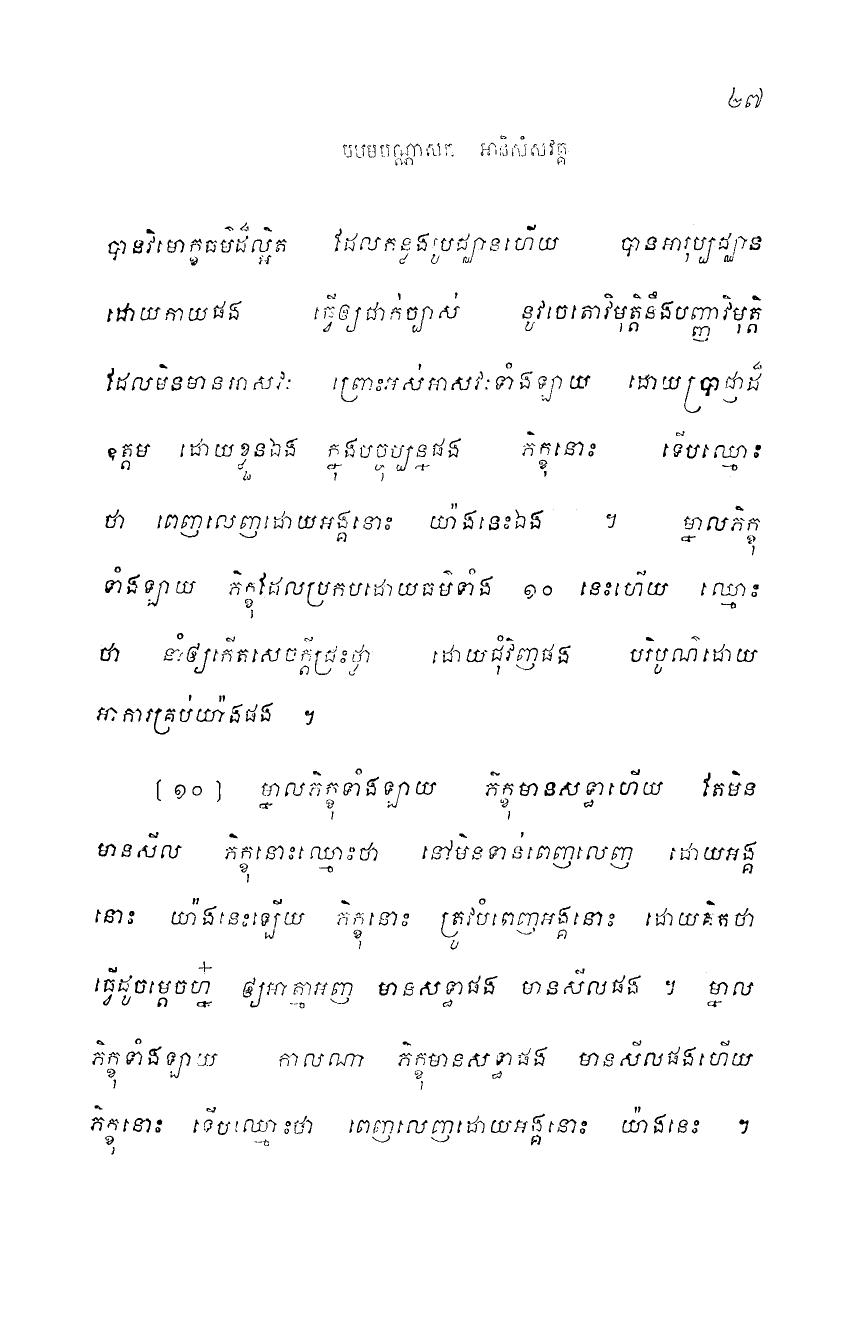 ២៧
បឋមបណ្ណាសក អានិសំសវគ្គ
បានវិមោក្ខធម៌ដ៏ល្អិត ដែលកន្លងរូបជ្ឈានហើយ បានអារុប្បជ្ឈាន
ដោយកាយផង ធ្វើឲ្យជាក់ច្បាស់ នូវចេតោវិមុត្តិនឹងបញ្ញាវិមុត្តិ
ដែលមិនមានអាសវៈ ព្រោះអស់អាសវៈទាំងឡាយ ដោយប្រាជ្ញាដ៏
ឧត្តម ដោយខ្លួនឯង ក្នុងបច្ចុប្បន្នផង ភិក្ខុនោះ ទើបឈ្មោះ
ថា ពេញលេញដោយអង្គនោះ យ៉ាងនេះឯង ។ ម្នាលភិក្ខុ
ទាំងឡាយ ភិក្ខុដែលប្រកបដោយធម៌ទាំង ១០ នេះហើយ ឈ្មោះ
ថា នាំឲ្យកើតសេចក្តីជ្រះថ្លា ដោយជុំវិញផង បរិបូណ៌ដោយ
អាការគ្រប់យ៉ាងផង ។
[១០] ម្នាលភិក្ខុទាំងឡាយ ភិក្ខុមានសទ្ធាហើយ តែមិន
មានសីល ភិក្ខុនោះឈ្មោះថា នៅមិនទាន់ពេញលេញ ដោយអង្គ
នោះ យ៉ាងនេះឡើយ ភិក្ខុនោះ ត្រូវបំពេញអង្គនោះ ដោយគិតថា
ធ្វើដូចម្តេចហ្ន៎ ឲ្យអាត្មាអញ មានសទ្ធាផង មានសីលផង ។ ម្នាល
ភិក្ខុទាំងឡាយ កាលណា ភិក្ខុមានសទ្ធាផង មានសីលផងហើយ
ភិក្ខុនោះ ទើបឈ្មោះថា ពេញលេញដោយអង្គនោះ យ៉ាងនេះ ។